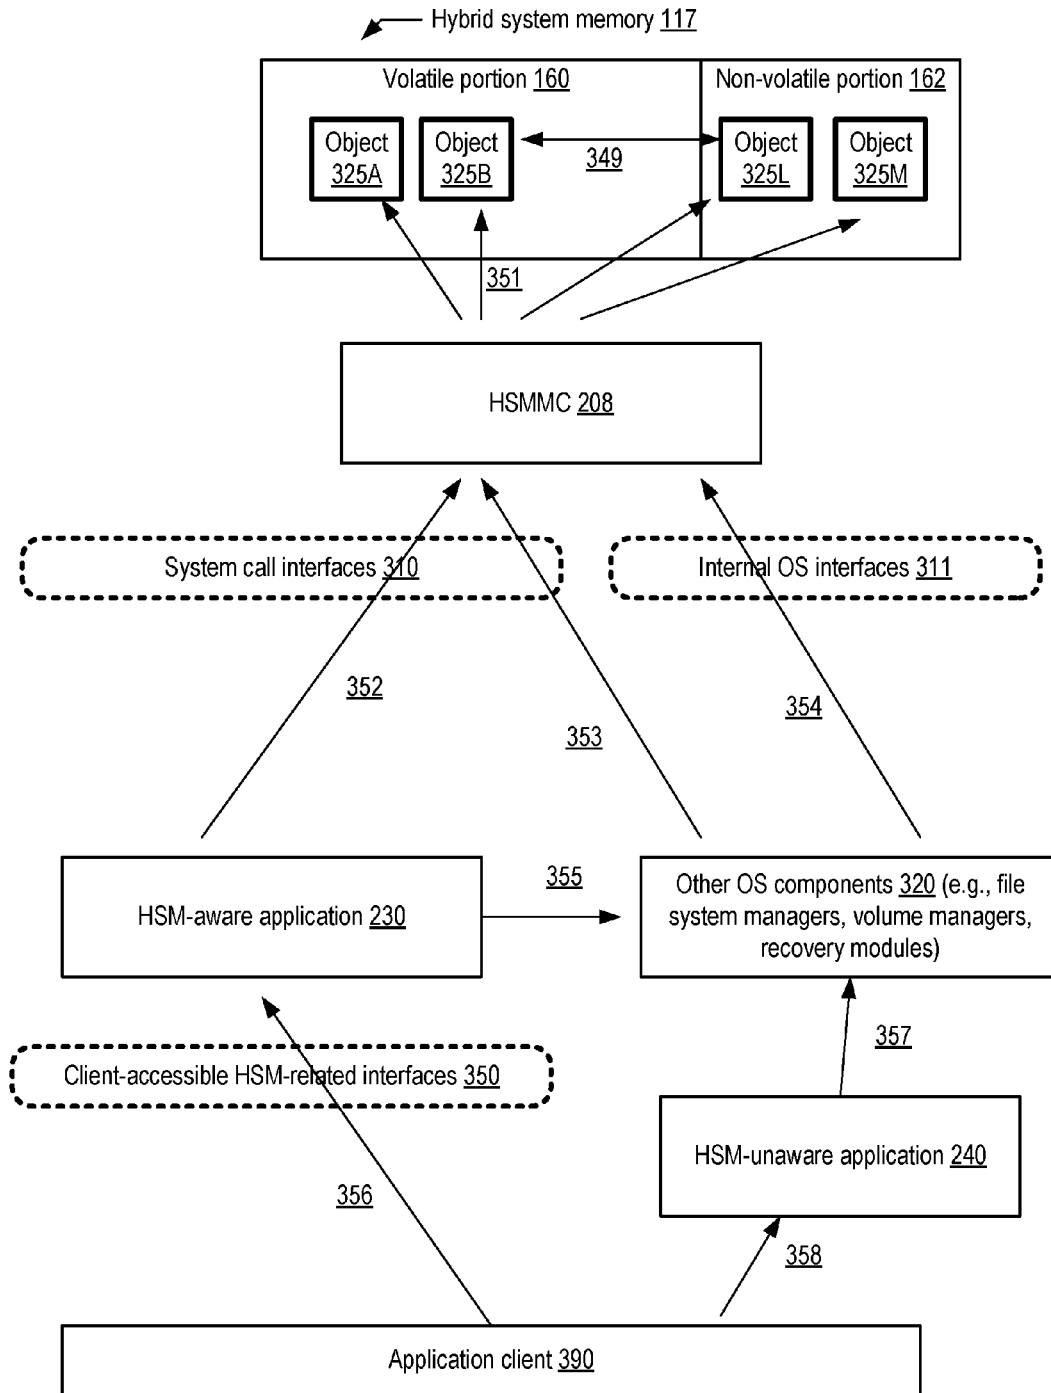 Hybrid system memory 117
Volatile portion 160
Non-volatile portion 162
Object
325A
Object
325B
349
Object
325L
Object
325M
351
HSMMC 208
System call interfaces 310
Internal OS interfaces 311
352
353
354
HSM-aware application 230
355
Other OS components 320 (e.g., file
system managers, volume managers,
recovery modules)
Client-accessible HSM-related interfaces 350
357
HSM-unaware application 240
356
358
Application client 390